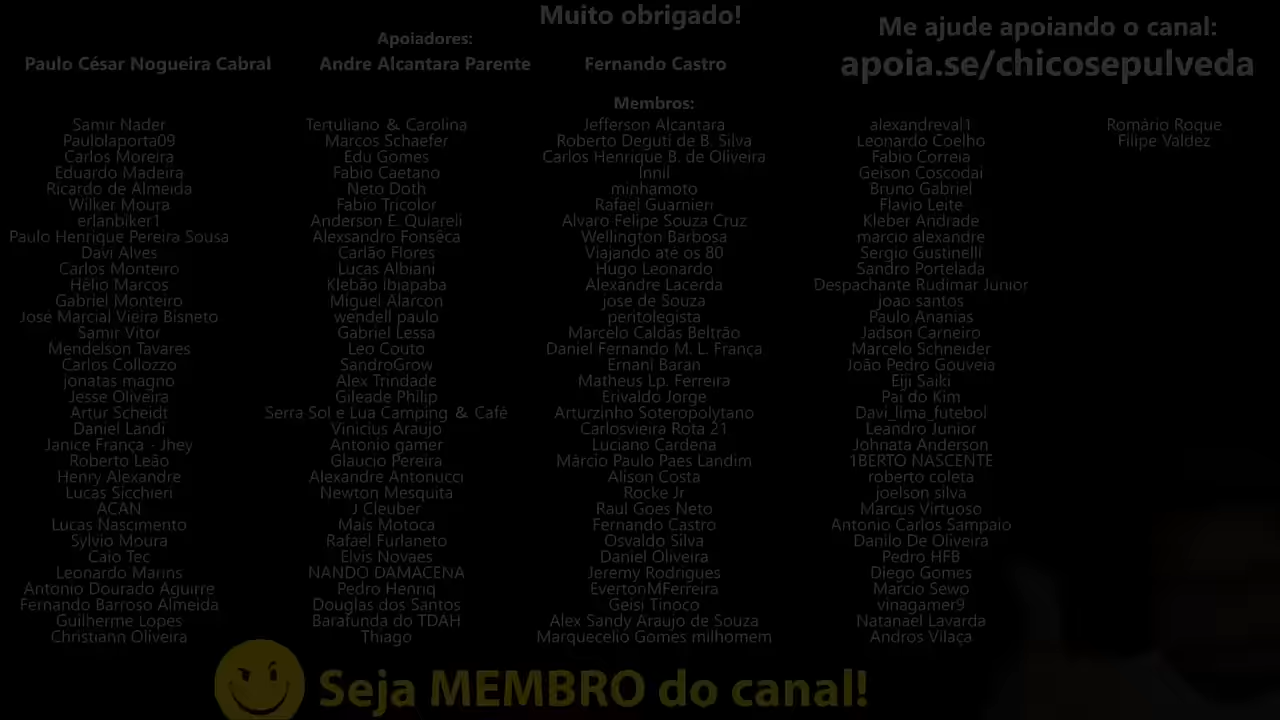 Muito obrigado!
Me ajude apoiando o canal:
apoia.se/chicosepulveda
Apoiadores:
Paulo César Nogueira Cabral
Andre Alcantara Parente
Fernando Castro
Membros:
Samir Nader
Paulolaporta09
Carlos Moreira
Eduardo Madeira
Ricardo de Almeida
Wilker Moura
erlanbiker1
Paulo Henrique Pereira Sousa
Davi Alves
Carlos Monteiro
Hélio Marcos
Gabriel Monteiro
José Marcial Vieira Bisneto
Samir Vitor
Mendelson Tavares
Carlos Collozzo
jonatas magno
Jesse Oliveira
Artur Scheidt
Daniel Landi
Janice França - Jhey
Roberto Leão
Henry Alexandre
Lucas Sicchieri
ACAN
Lucas Nascimento
Sylvio Moura
Caio Tec
Leonardo Marins
Antonio Dourado Aguirre
Fernando Barroso Almeida
Guilherme Lopes
Christiann Oliveira
Tertuliano & Carolina
Marcos Schaefer
Edu Gomes
Fabio Caetano
Neto Doth
Fabio Tricolor
Anderson E. Quiareli
Alexsandro Fonsêca
Carlão Flores
Lucas Albiani
Klebão Ibiapaba
Miguel Alarcon
wendell paulo
Gabriel Lessa
Leo Couto
SandroGrow
Alex Trindade
Gileade Philip
Serra Sol e Lua Camping & Café
Vinicius Araujo
Antonio gamer
Glaucio Pereira
Alexandre Antonucci
Newton Mesquita
J Cleuber
Mais Motoca
Rafael Furlaneto
Elvis Novaes
NANDO DAMACENA
Pedro Henriq
Douglas dos Santos
Barafunda do TDAH
Thiago
Jefferson Alcantara
Roberto Deguti de B. Silva
Carlos Henrique B. de Oliveira
Innil
minhamoto
Rafael Guarnieri
Alvaro Felipe Souza Cruz
Wellington Barbosa
Viajando até os 80
Hugo Leonardo
Alexandre Lacerda
jose de Souza
peritolegista
Marcelo Caldas Beltrão
Daniel Fernando M. L. França
Ernani Baran
Matheus Lp. Ferreira
Erivaldo Jorge
Arturzinho Soteropolytano
Carlosvieira Rota 21
Luciano Cardena
Márcio Paulo Paes Landim
Alison Costa
Rocke Jr
Raul Goes Neto
Fernando Castro
Osvaldo Silva
Daniel Oliveira
Jeremy Rodrigues
EvertonMFerreira
Geisi Tinoco
Alex Sandy Araujo de Souza
Marquecelio Gomes milhomem
alexandreval1
Leonardo Coelho
Fabio Correia
Geison Coscodai
Bruno Gabriel
Flavio Leite
Kleber Andrade
marcio alexandre
Sergio Gustinelli
Sandro Portelada
Despachante Rudimar Junior
joao santos
Paulo Ananias
Jadson Carneiro
Marcelo Schneider
João Pedro Gouveia
Eiji Saiki
Pai do Kim
Davi_lima_futebol
Leandro Junior
Johnata Anderson
1BERTO NASCENTE
roberto coleta
joelson silva
Marcus Virtuoso
Antonio Carlos Sampaio
Danilo De Oliveira
Pedro HFB
Diego Gomes
Marcio Sewo
vinagamer9
Natanael Lavarda
Andros Vilaça
Romário Roque
Filipe Valdez
Seja MEMBRO do canal!